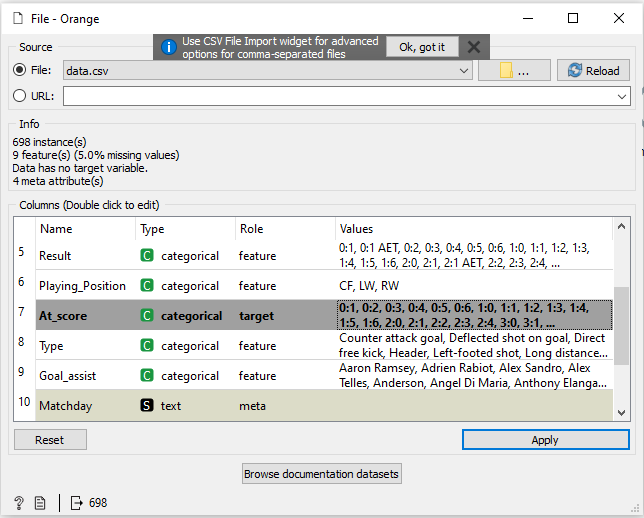 File - Orange
Source
Use CSV File Import widget for advanced
options for comma-separated files
Ok, got it
File:
data.csv
...
Reload
URL:
Info
698 instance(s)
9 feature(s) (5.0% missing values)
Data has no target variable.
4 meta attribute(s)
Columns (Double click to edit)
Name Type Role Values
5 Result C categorical feature 0:1, 0:1 AET, 0:2, 0:3, 0:4, 0:5, 0:6, 1:0, 1:1, 1:2, 1:3,
1:4, 1:5, 1:6, 2:0, 2:1, 2:1 AET, 2:2, 2:3, 2:4, ...
6 Playing_Position C categorical feature CF, LW, RW
7 At_score C categorical target 0:1, 0:2, 0:3, 0:4, 0:5, 0:6, 1:0, 1:1, 1:2, 1:3, 1:4,
1:5, 1:6, 2:0, 2:1, 2:2, 2:3, 2:4, 3:0, 3:1, ...
8 Type C categorical feature Counter attack goal, Deflected shot on goal, Direct
free kick, Header, Left-footed shot, Long distance...
9 Goal_assist C categorical feature Aaron Ramsey, Adrien Rabiot, Alex Sandro, Alex
Telles, Anderson, Angel Di Maria, Anthony Elanga...
10 Matchday S text meta
Reset
Apply
Browse documentation datasets
? 698